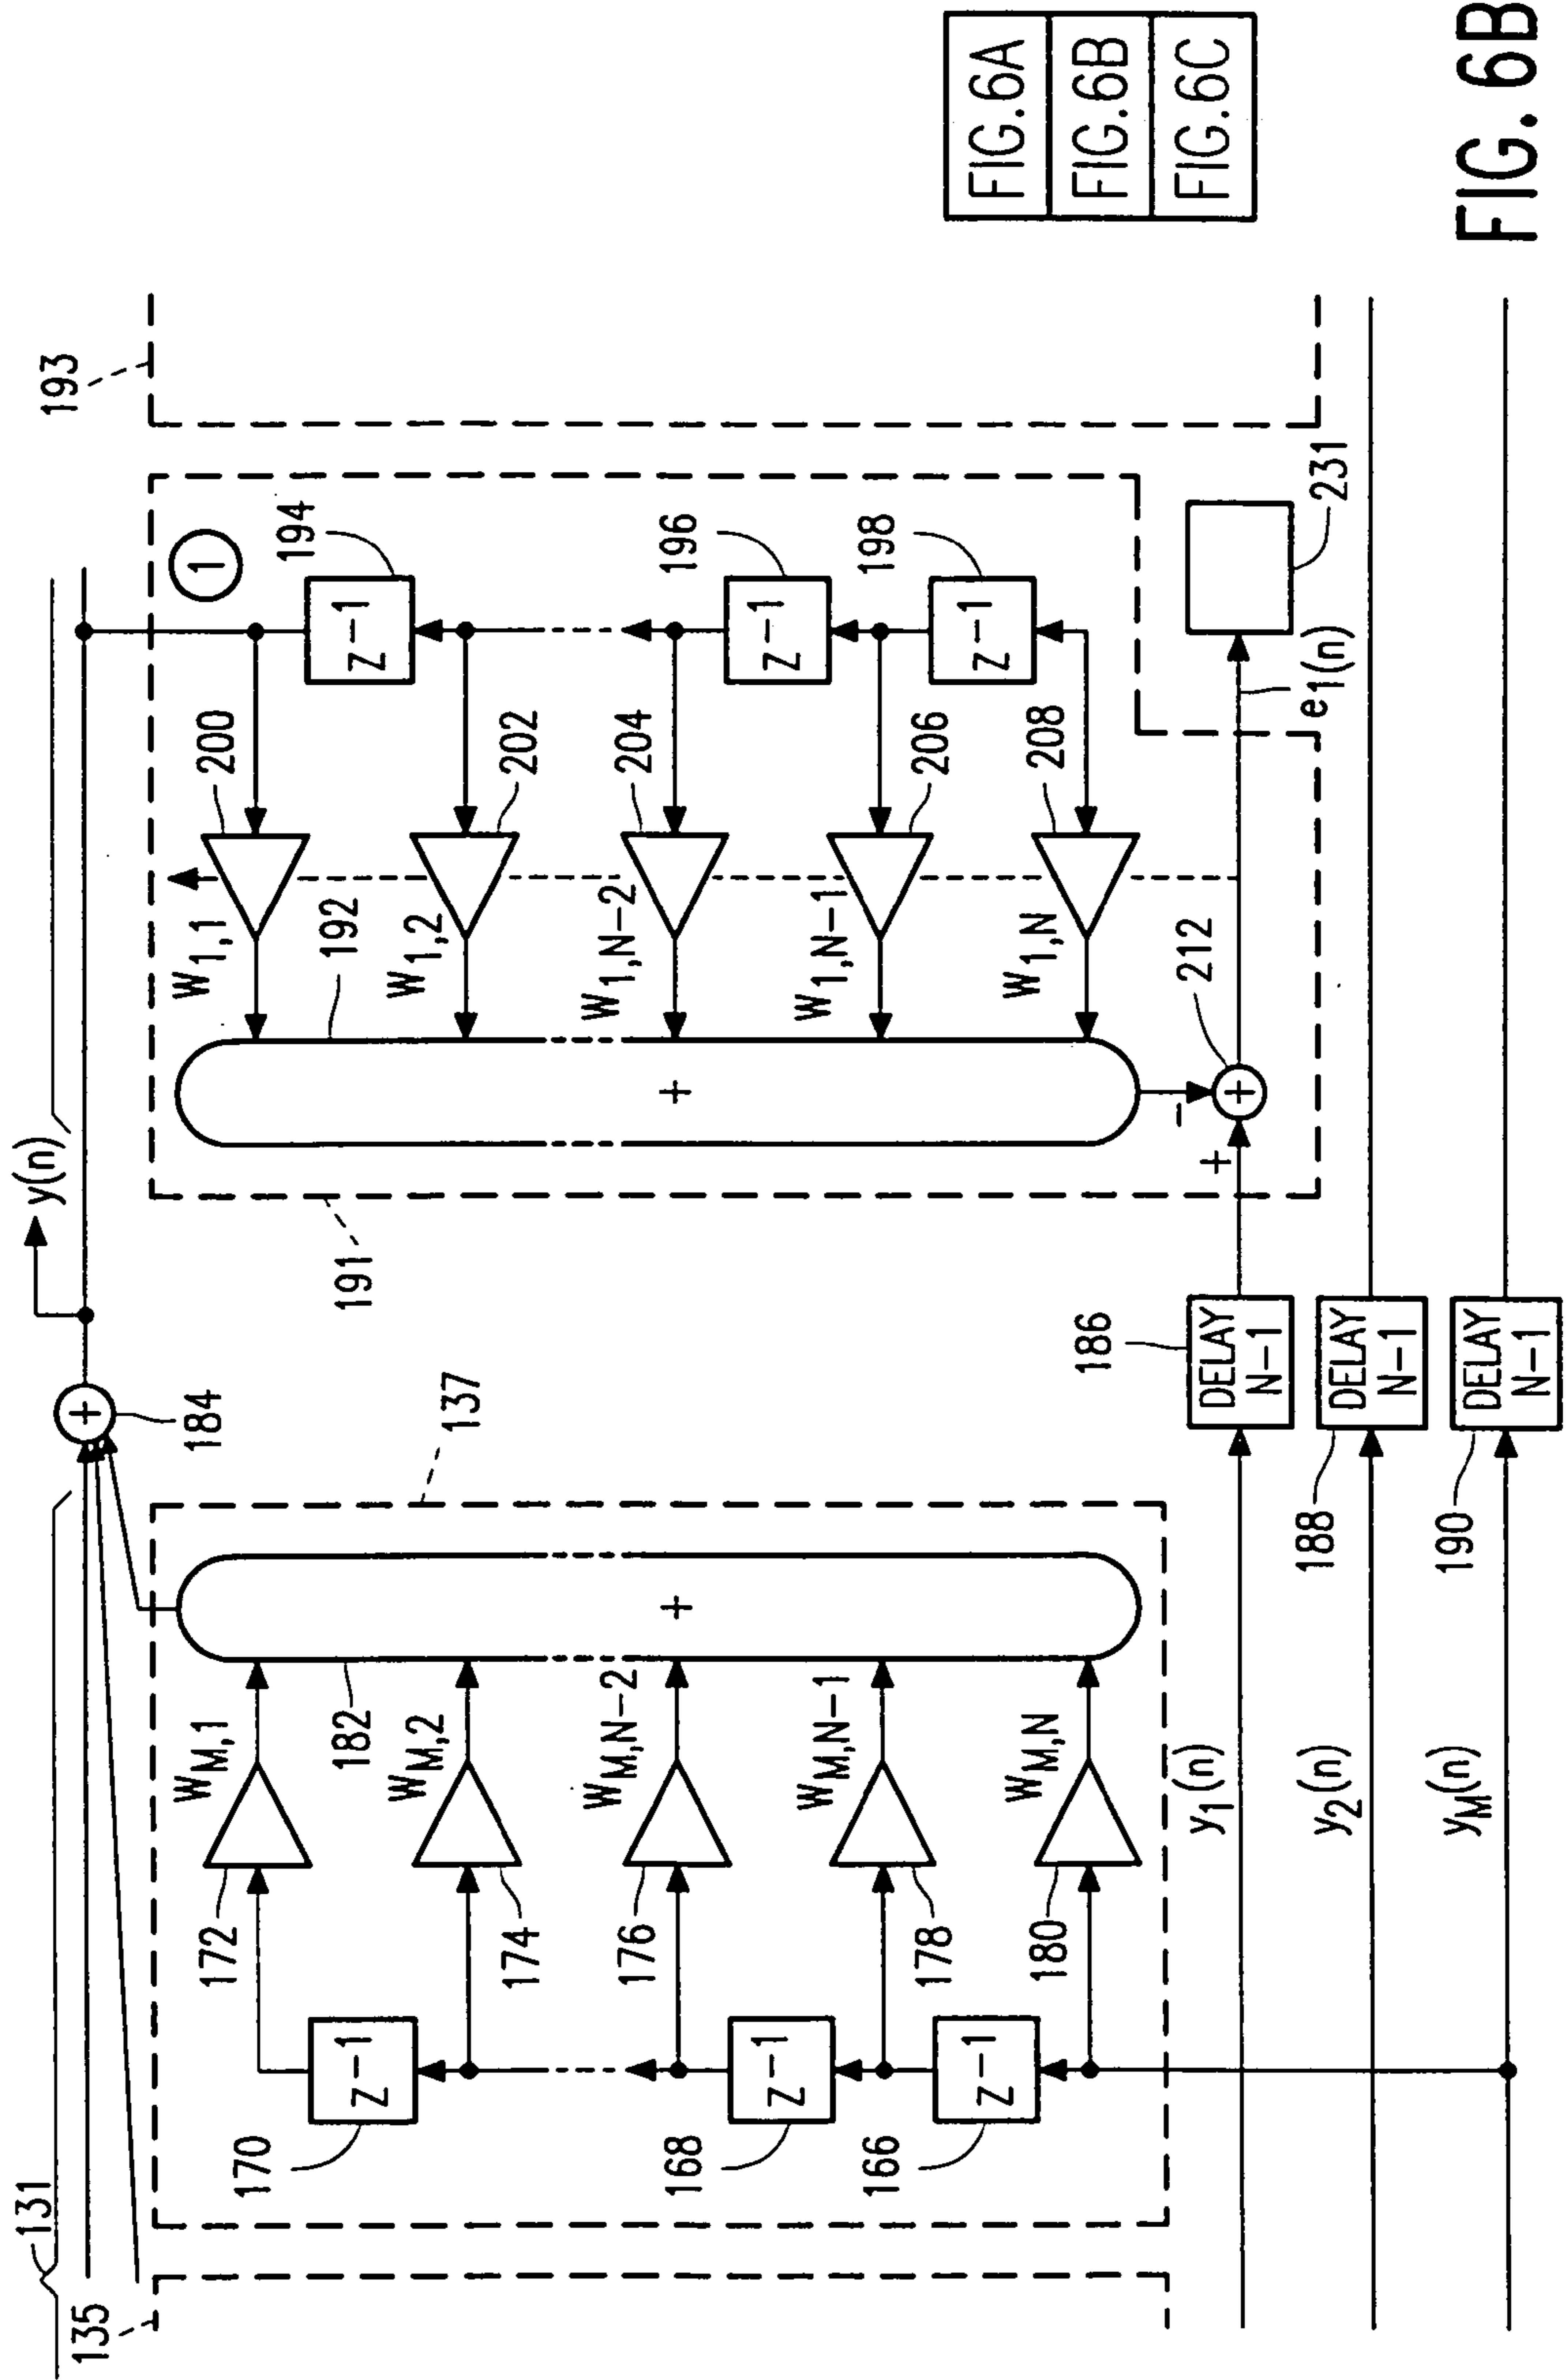 131
135
y(n)
184
193
137
191
1
W1,1
200
194
192
W1,2
202
W1,N-2
204
196
W1,N-1
206
198
W1,N
208
z-1
z-1
z-1
+
212
+
-
e1(n)
231
172
WM,1
182
174
WM,2
176
WM,N-2
178
WM,N-1
180
WM,N
170
z-1
168
z-1
166
z-1
+
+
y1(n)
186
DELAY
N-1
y2(n)
188
DELAY
N-1
yM(n)
190
DELAY
N-1
FIG.6A
FIG.6B
FIG.6C
FIG. 6B